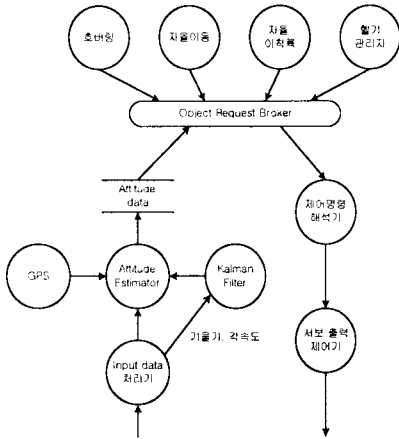 호버링
자율이동
자율
이착륙
헬기
관리자
Object Request Broker
Attitude
data
제어명령
해석기
GPS
Attitude
Estimator
Kalman
Filter
기울기, 각속도
서보 출력
제어기
Input data
처리기